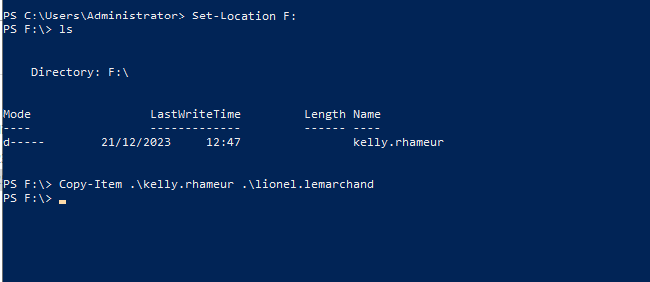 PS C:\Users\Administrator> Set-Location F:
PS F:\> ls
Directory: F:\
Mode LastWriteTime Length Name
---- ------------- ------ ----
d----- 21/12/2023 12:47 kelly.rhameur
PS F:\> Copy-Item .\kelly.rhameur .\lionel.lemarchand
PS F:\>